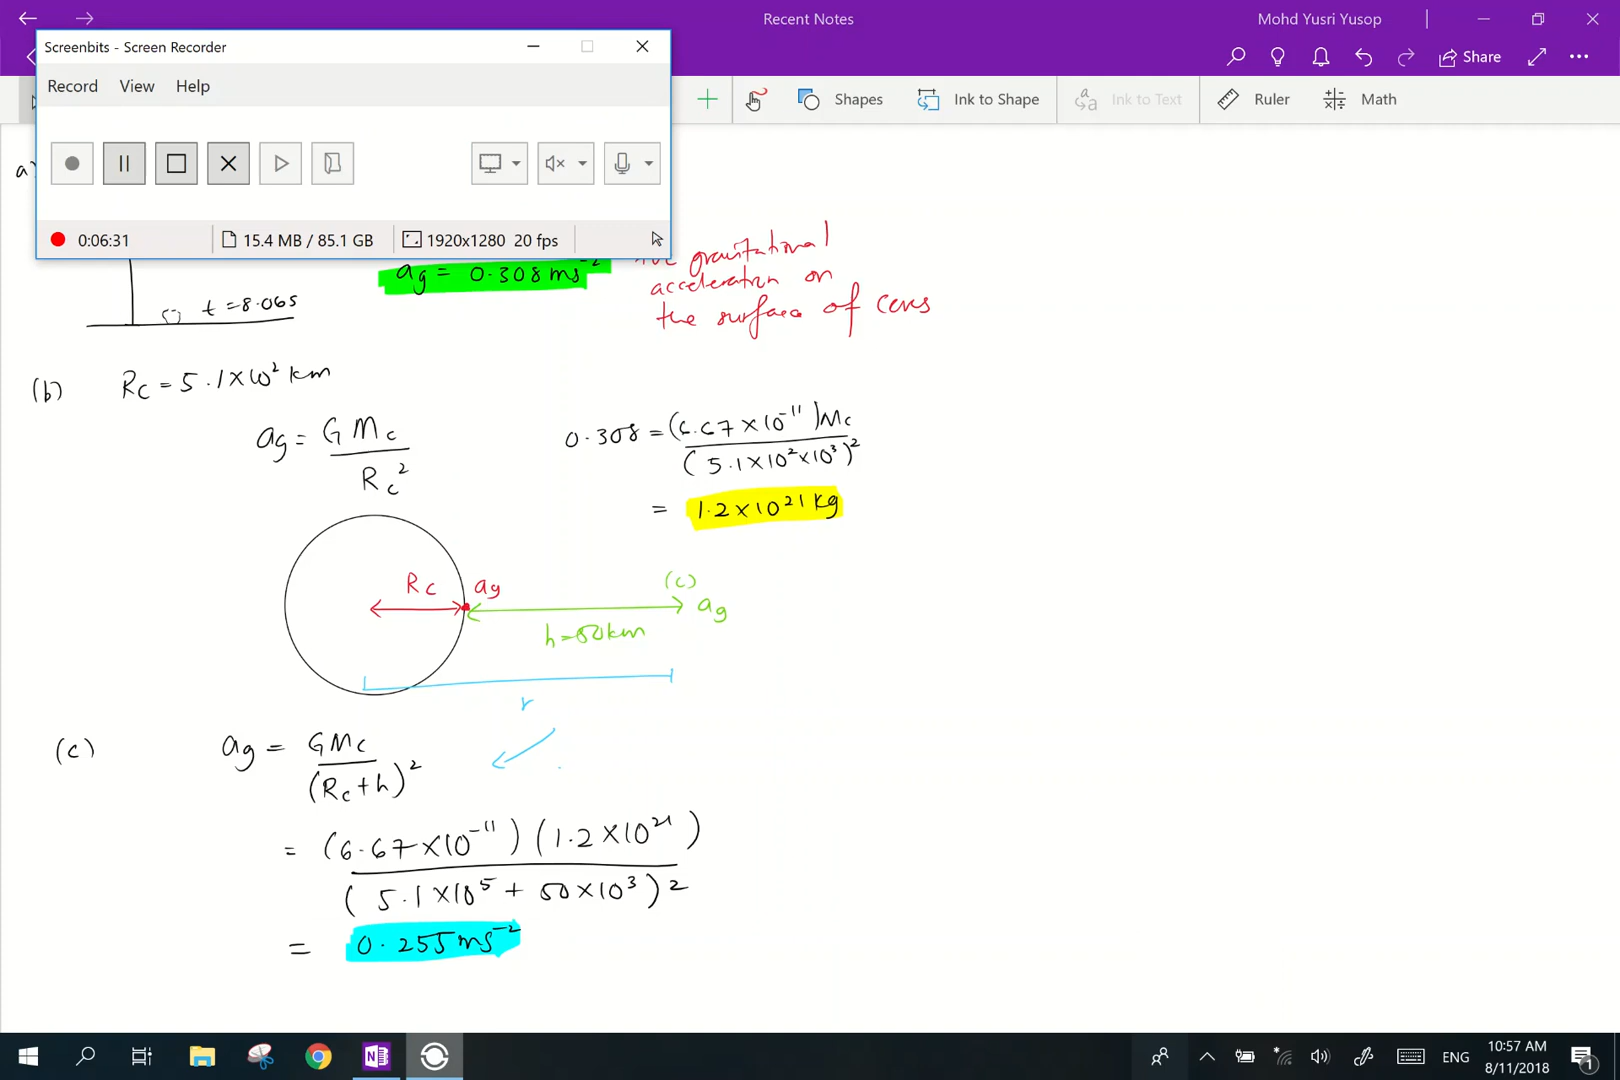 Recent Notes
Mohd Yusri Yusop
Screenbits - Screen Recorder
Record View Help
Share
Shapes
Ink to Shape
Ink to Text
Ruler
Math
0:06:31
15.4 MB / 85.1 GB
1920x1280 20 fps
a)
ag = 0.308 ms⁻²
gravitational
acceleration on
the surface of ceres
t = 8.06s
(b) Rc = 5.1×10² km
ag = GMc / Rc²
0.308 = (6.67×10⁻¹¹)Mc / (5.1×10²×10³)²
= 1.2×10²¹ kg
Rc ag
(c)
ag
h=50km
r
(c) ag = GMc / (Rc+h)²
= (6.67×10⁻¹¹)(1.2×10²¹) / (5.1×10⁵ + 50×10³)²
= 0.255 ms⁻²
ENG
10:57 AM
8/11/2018
1